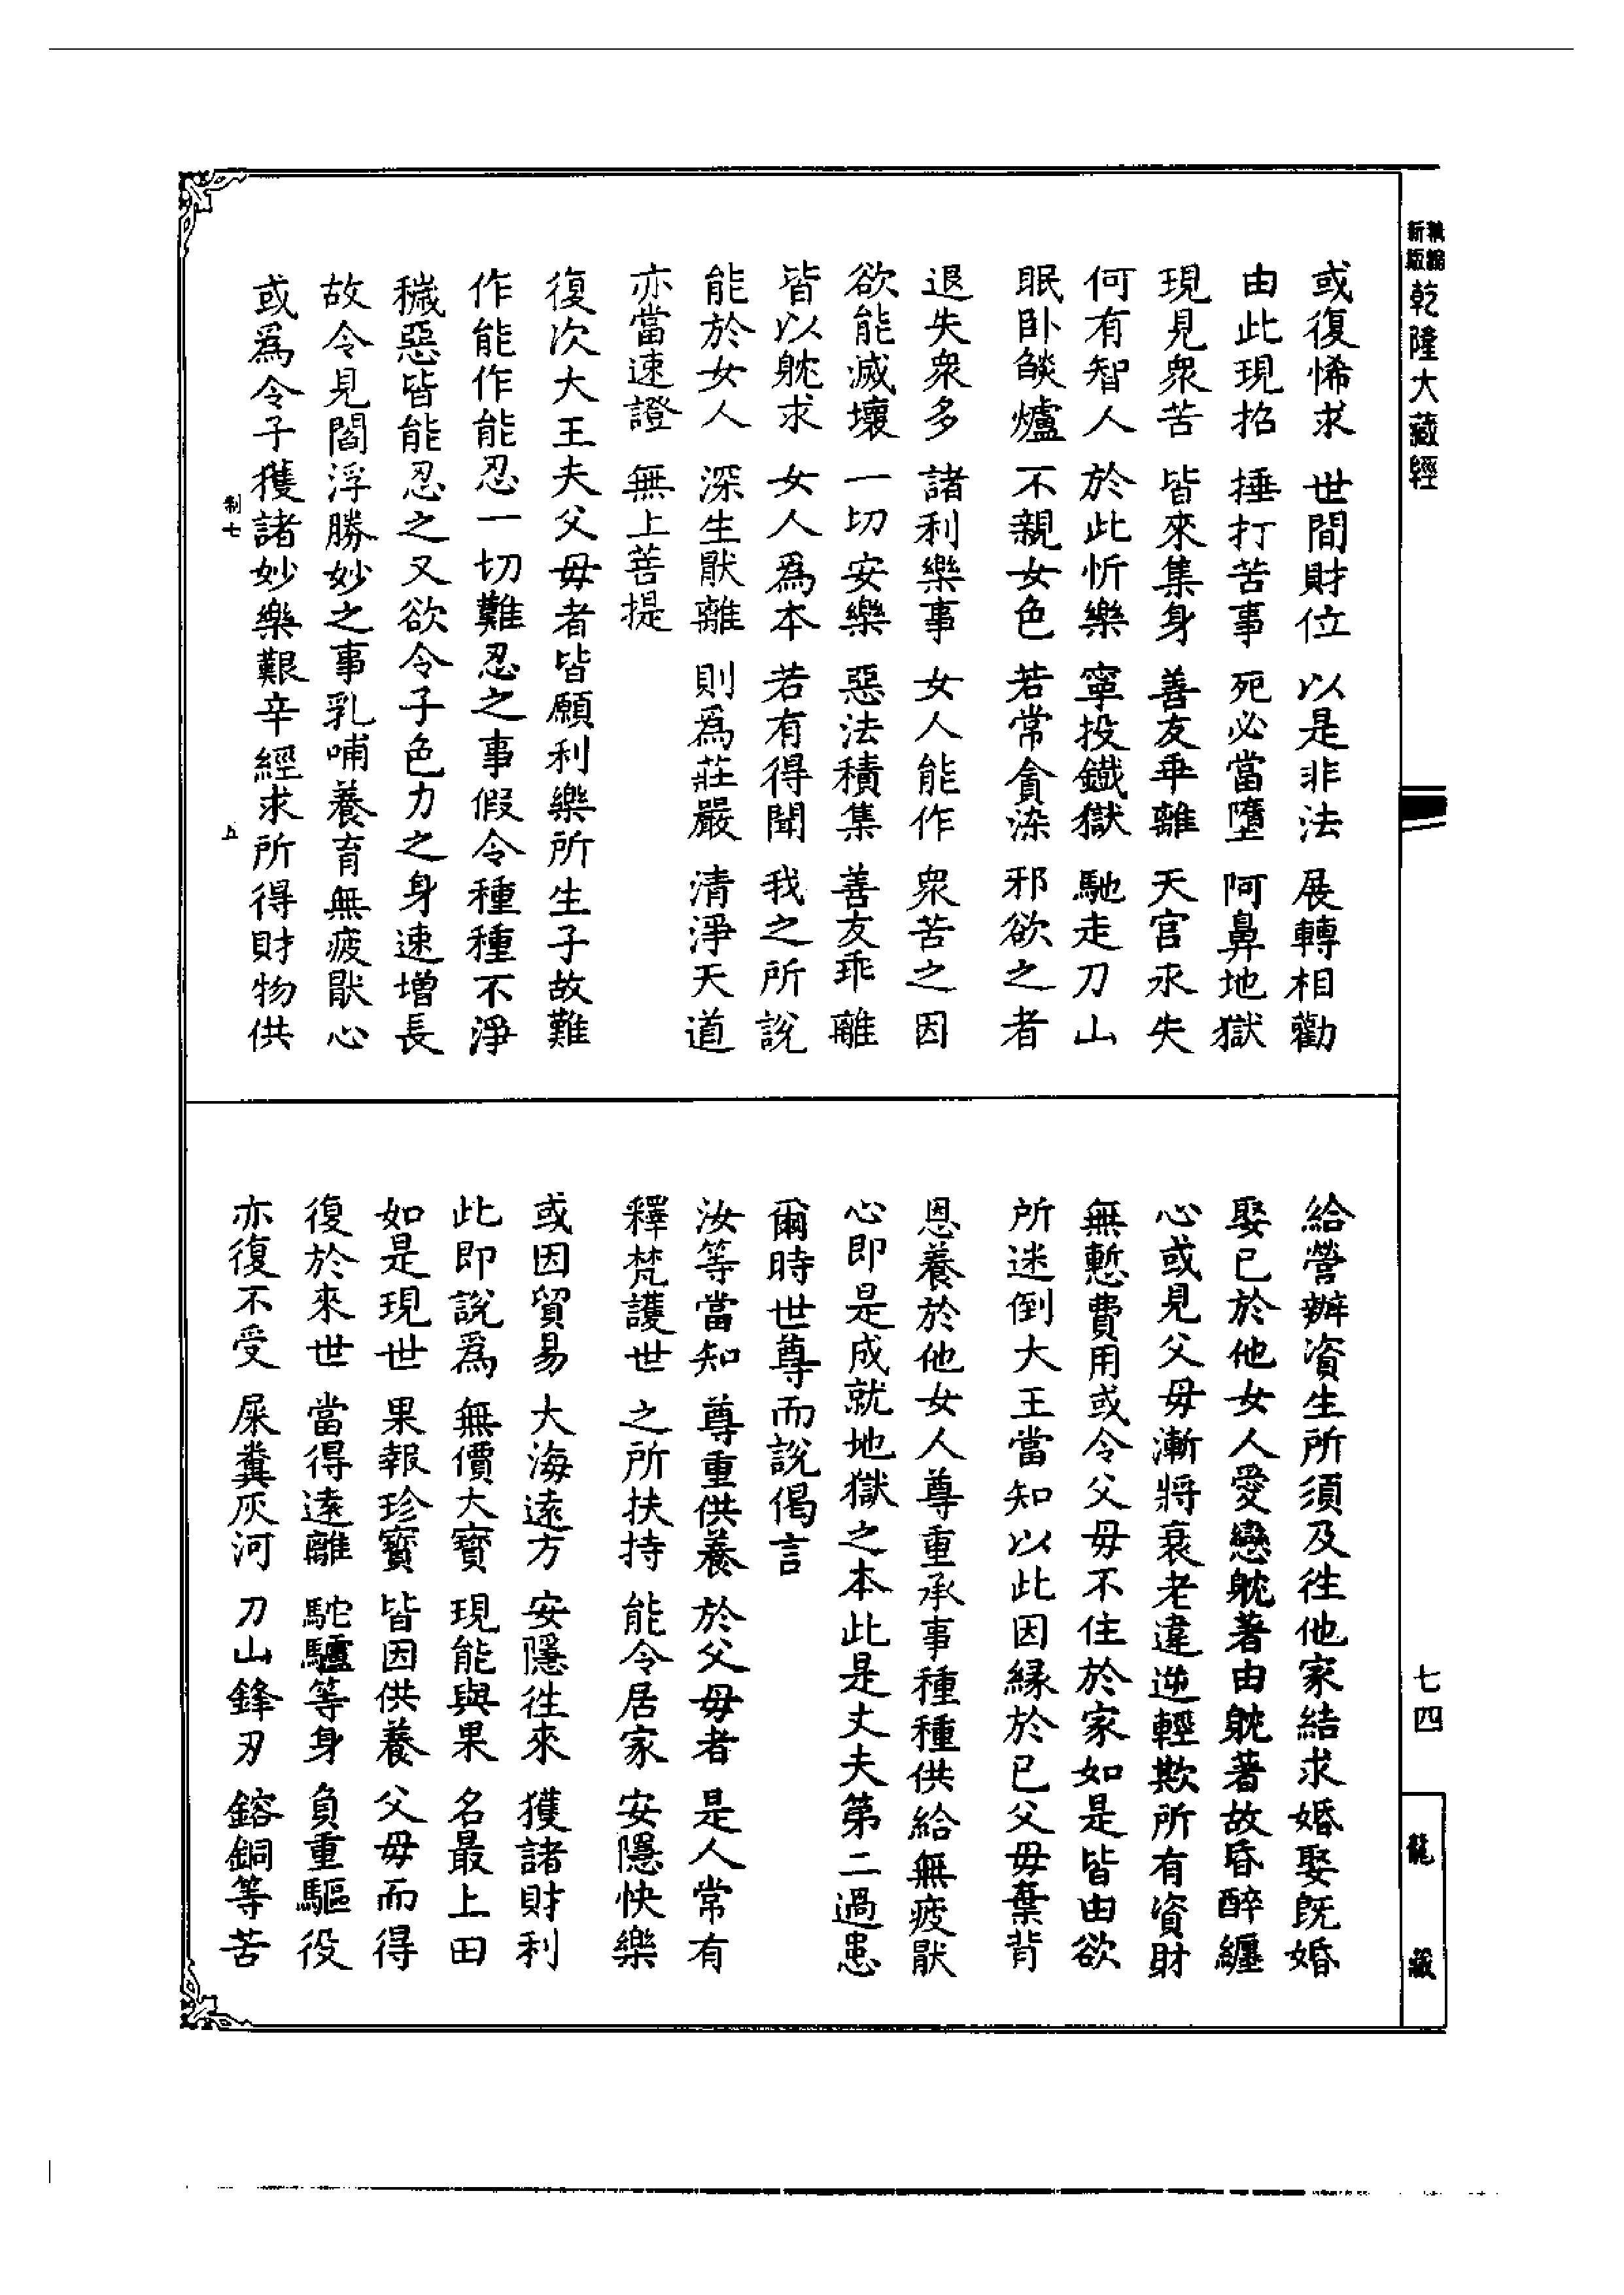 新編縮版
乾隆大藏經
或復悕求 世間財位 以是非法 展轉相勸
由此現招 捶打苦事 死必當墮 阿鼻地獄
現見衆苦 皆來集身 善友乖離 天宮永失
何有智人 於此忻樂 寧投鐵獄 馳走刀山
眠臥𦦨爐 不親女色 若常貪染 邪欲之者
退失衆多 諸利樂事 女人能作 衆苦之因
欲能滅壞 一切安樂 惡法積集 善友乖離
皆以躭求 女人爲本 若有得聞 我之所說
能於女人 深生厭離 則爲莊嚴 清淨天道
亦當速證 無上菩提
復次大王夫父母者皆願利樂所生子故難
作能作能忍一切難忍之事假令種種不淨
穢惡皆能忍之又欲令子色力之身速增長
故令見閻浮勝妙之事乳哺養育無疲厭心
或爲令子獲諸妙樂艱辛經求所得財物供
制七
五
給營辦資生所須及往他家結求婚娶旣婚
娶已於他女人愛戀躭著由躭著故昏醉纏
心或見父母漸將衰老違逆輕欺所有資財
無慙費用或令父母不住於家如是皆由欲
所迷倒大王當知以此因緣於已父母棄背
恩養於他女人尊重承事種種供給無疲厭
心即是成就地獄之本此是丈夫第二過患
爾時世尊而說偈言
汝等當知 尊重供養 於父母者 是人常有
釋梵護世 之所扶持 能令居家 安隱快樂
或因貿易 大海遠方 安隱往來 獲諸財利
此即說爲 無價大寶 現能與果 名最上田
如是現世 果報珍寶 皆因供養 父母而得
復於來世 當得遠離 駝驢等身 負重驅役
亦復不受 屎糞灰河 刀山鋒刃 鎔銅等苦
七四
龍藏